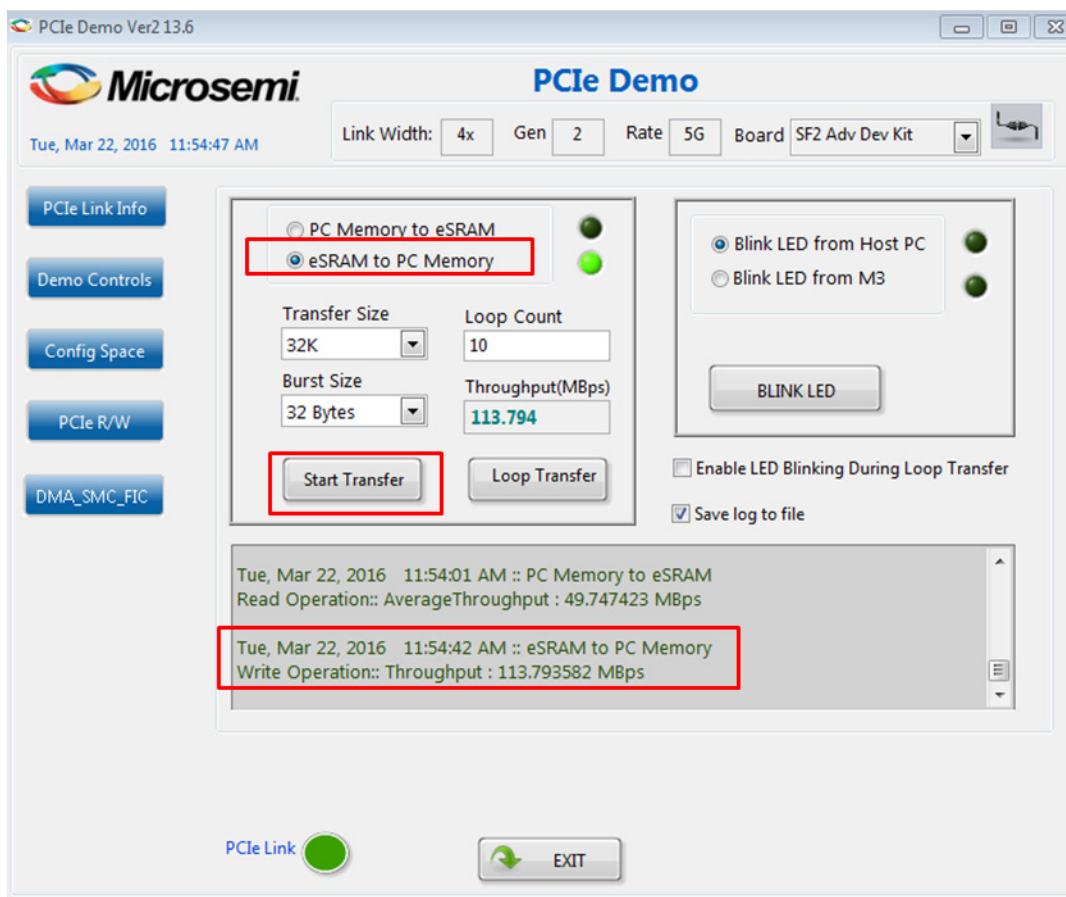 PCIe Demo Ver2 13.6
Microsemi.
PCIe Demo
Tue, Mar 22, 2016 11:54:47 AM
Link Width: 4x Gen 2 Rate 5G Board SF2 Adv Dev Kit
PCIe Link Info
Demo Controls
Config Space
PCIe R/W
DMA_SMC_FIC
PC Memory to eSRAM
eSRAM to PC Memory
Transfer Size
Loop Count
32K
10
Burst Size
Throughput(MBps)
32 Bytes
113.794
Start Transfer
Loop Transfer
Blink LED from Host PC
Blink LED from M3
BLINK LED
Enable LED Blinking During Loop Transfer
Save log to file
Tue, Mar 22, 2016 11:54:01 AM :: PC Memory to eSRAM
Read Operation:: AverageThroughput : 49.747423 MBps
Tue, Mar 22, 2016 11:54:42 AM :: eSRAM to PC Memory
Write Operation:: Throughput : 113.793582 MBps
PCIe Link
EXIT